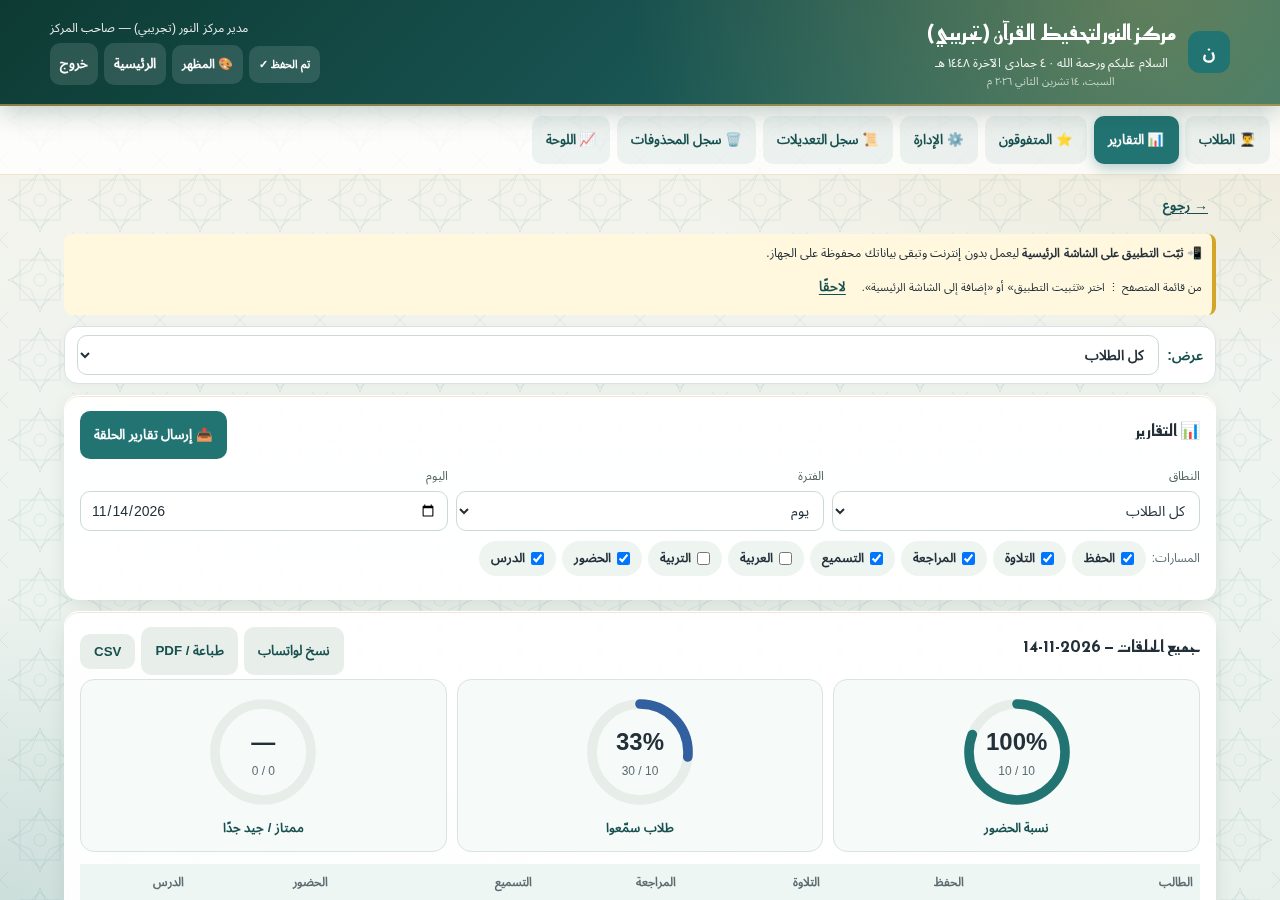 ن
مركز النور لتحفيظ القرآن (تجريبي)
السلام عليكم ورحمة الله · ٤ جمادى الآخرة ١٤٤٨ هـ
السبت، ١٤ تشرين الثاني ٢٠٢٦ م
مدير مركز النور (تجريبي) — صاحب المركز
تم الحفظ ✓
🎨 المظهر
الرئيسية
خروج
👨‍🎓 الطلاب
📊 التقارير
⭐ المتفوقون
⚙️ الإدارة
📜 سجل التعديلات
🗑️ سجل المحذوفات
📈 اللوحة
→ رجوع
📲 ثبّت التطبيق على الشاشة الرئيسية ليعمل بدون إنترنت وتبقى بياناتك محفوظة على الجهاز.
من قائمة المتصفح ⋮ اختر «تثبيت التطبيق» أو «إضافة إلى الشاشة الرئيسية». لاحقًا
عرض: كل الطلاب
📊 التقارير
📤 إرسال تقارير الحلقة
النطاق
الفترة
اليوم
كل الطلاب
يوم
11/14/2026
المسارات: الحفظ التلاوة المراجعة التسميع العربية التربية الحضور الدرس
جميع الحلقات – 2026-11-14
نسخ لواتساب
طباعة / PDF
CSV
100%
10 / 10
نسبة الحضور
33%
30 / 10
طلاب سمّعوا
—
0 / 0
ممتاز / جيد جدًا
الطالب الحفظ التلاوة المراجعة التسميع الحضور الدرس